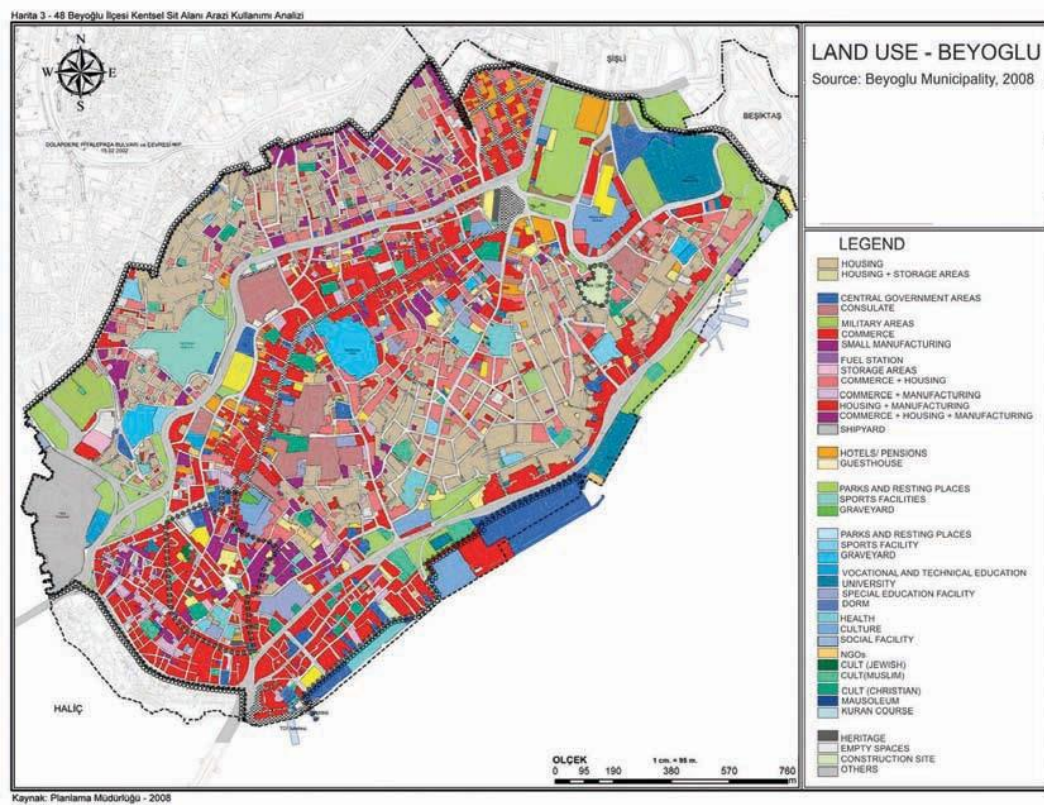 Harita 3 - 48 Beyoğlu İlçesi Kentsel Sit Alanı Arazi Kullanımı Analizi
N
W E
S
ŞİŞLİ
BEŞİKTAŞ
HALİÇ
OLÇEK
1 cm. = 95 m.
0 95 190 380 570 760
m
Kaynak: Planlama Müdürlüğü - 2008
LAND USE - BEYOGLU
Source: Beyoglu Municipality, 2008
LEGEND
HOUSING
HOUSING + STORAGE AREAS
CENTRAL GOVERNMENT AREAS
CONSULATE
MILITARY AREAS
COMMERCE
SMALL MANUFACTURING
FUEL STATION
STORAGE AREAS
COMMERCE + HOUSING
COMMERCE + MANUFACTURING
HOUSING + MANUFACTURING
COMMERCE + HOUSING + MANUFACTURING
SHIPYARD
HOTELS/ PENSIONS
GUESTHOUSE
PARKS AND RESTING PLACES
SPORTS FACILITIES
GRAVEYARD
PARKS AND RESTING PLACES
SPORTS FACILITY
GRAVEYARD
VOCATIONAL AND TECHNICAL EDUCATION
UNIVERSITY
SPECIAL EDUCATION FACILITY
DORM
HEALTH
CULTURE
SOCIAL FACILITY
NGOs
CULT (JEWISH)
CULT(MUSLIM)
CULT (CHRISTIAN)
MAUSOLEUM
KURAN COURSE
HERITAGE
EMPTY SPACES
CONSTRUCTION SITE
OTHERS